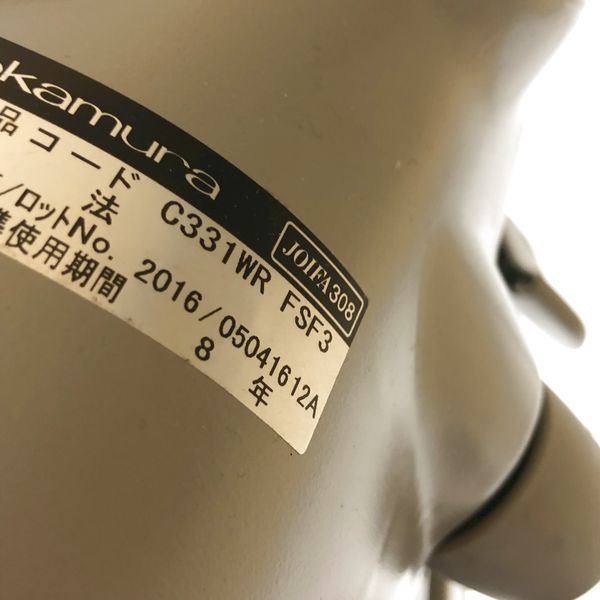 okamura
品コード C331WR FSF3
法 JOIFA308
/ロットNo. 2016/05041612A
準使用期間 8 年